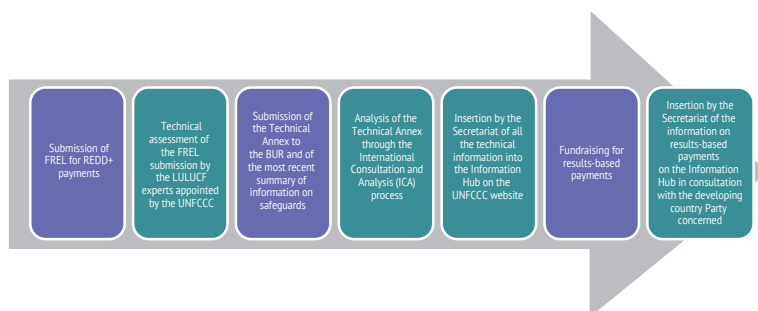 Submission of
FREL for REDD+
payments
Technical
assessment of
the FREL
submission by
the LULUCF
experts appointed
by the UNFCCC
Submission of
the Technical
Annex to
the BUR and of
the most recent
summary of
information on
safeguards
Analysis of the
Technical Annex
through the
International
Consultation and
Analysis (ICA)
process
Insertion by the
Secretariat of all
the technical
information into
the Information
Hub on the
UNFCCC website
Fundraising for
results-based
payments
Insertion by the
Secretariat of the
information on
results-based
payments
on the Information
Hub in consultation
with the developing
country Party
concerned